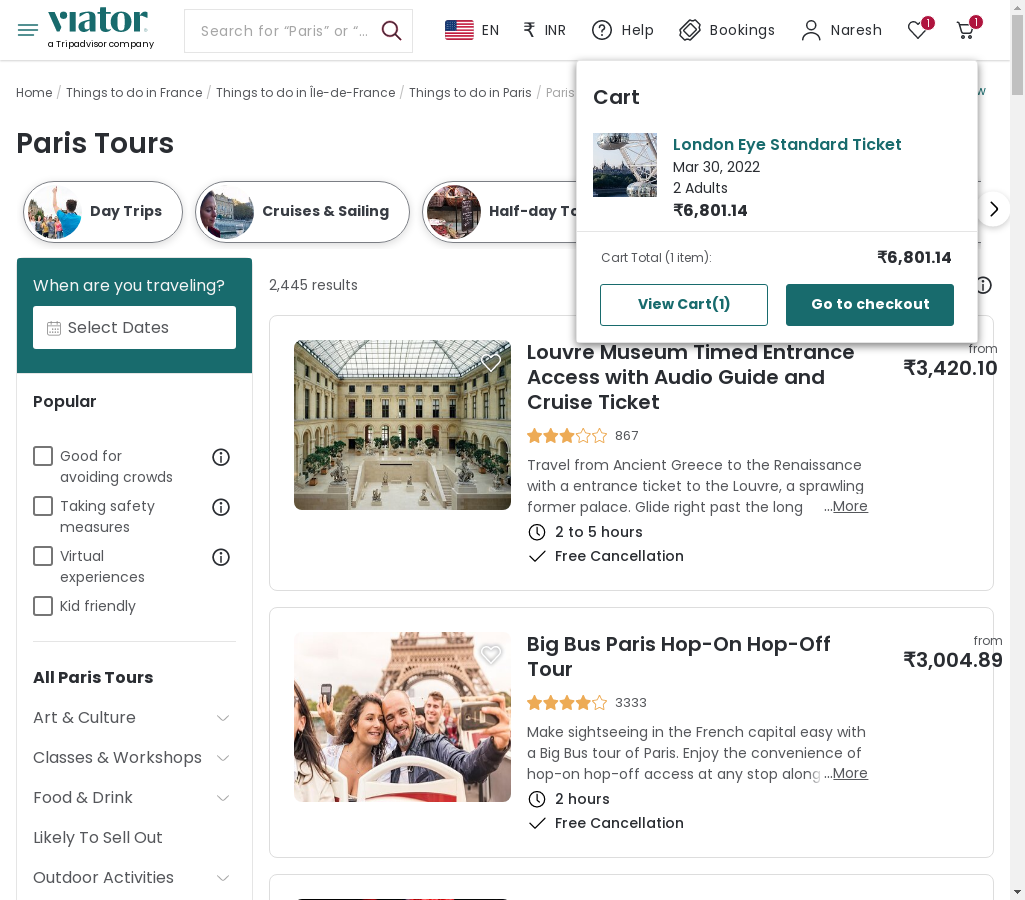 viator
a Tripadvisor company
Search for “Paris” or “...
EN
₹ INR
Help
Bookings
Naresh
1
1
Home / Things to do in France / Things to do in Île-de-France / Things to do in Paris / Paris
w
Paris Tours
Day Trips
Cruises & Sailing
Half-day To
Cart
London Eye Standard Ticket
Mar 30, 2022
2 Adults
₹6,801.14
Cart Total (1 item):
₹6,801.14
View Cart(1)
Go to checkout
When are you traveling?
Select Dates
Popular
Good for
avoiding crowds
Taking safety
measures
Virtual
experiences
Kid friendly
All Paris Tours
Art & Culture
Classes & Workshops
Food & Drink
Likely To Sell Out
Outdoor Activities
2,445 results
Louvre Museum Timed Entrance
Access with Audio Guide and
Cruise Ticket
867
Travel from Ancient Greece to the Renaissance
with a entrance ticket to the Louvre, a sprawling
former palace. Glide right past the long ...More
2 to 5 hours
Free Cancellation
from
₹3,420.10
Big Bus Paris Hop-On Hop-Off
Tour
3333
Make sightseeing in the French capital easy with
a Big Bus tour of Paris. Enjoy the convenience of
hop-on hop-off access at any stop along ...More
2 hours
Free Cancellation
from
₹3,004.89